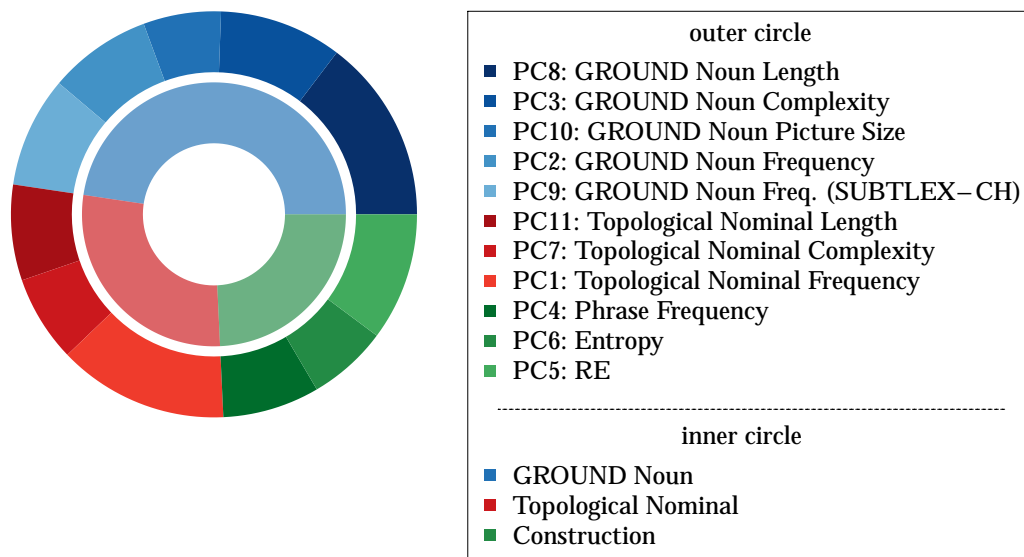 outer circle
PC8: GROUND Noun Length
PC3: GROUND Noun Complexity
PC10: GROUND Noun Picture Size
PC2: GROUND Noun Frequency
PC9: GROUND Noun Freq. (SUBTLEX−CH)
PC11: Topological Nominal Length
PC7: Topological Nominal Complexity
PC1: Topological Nominal Frequency
PC4: Phrase Frequency
PC6: Entropy
PC5: RE
inner circle
GROUND Noun
Topological Nominal
Construction